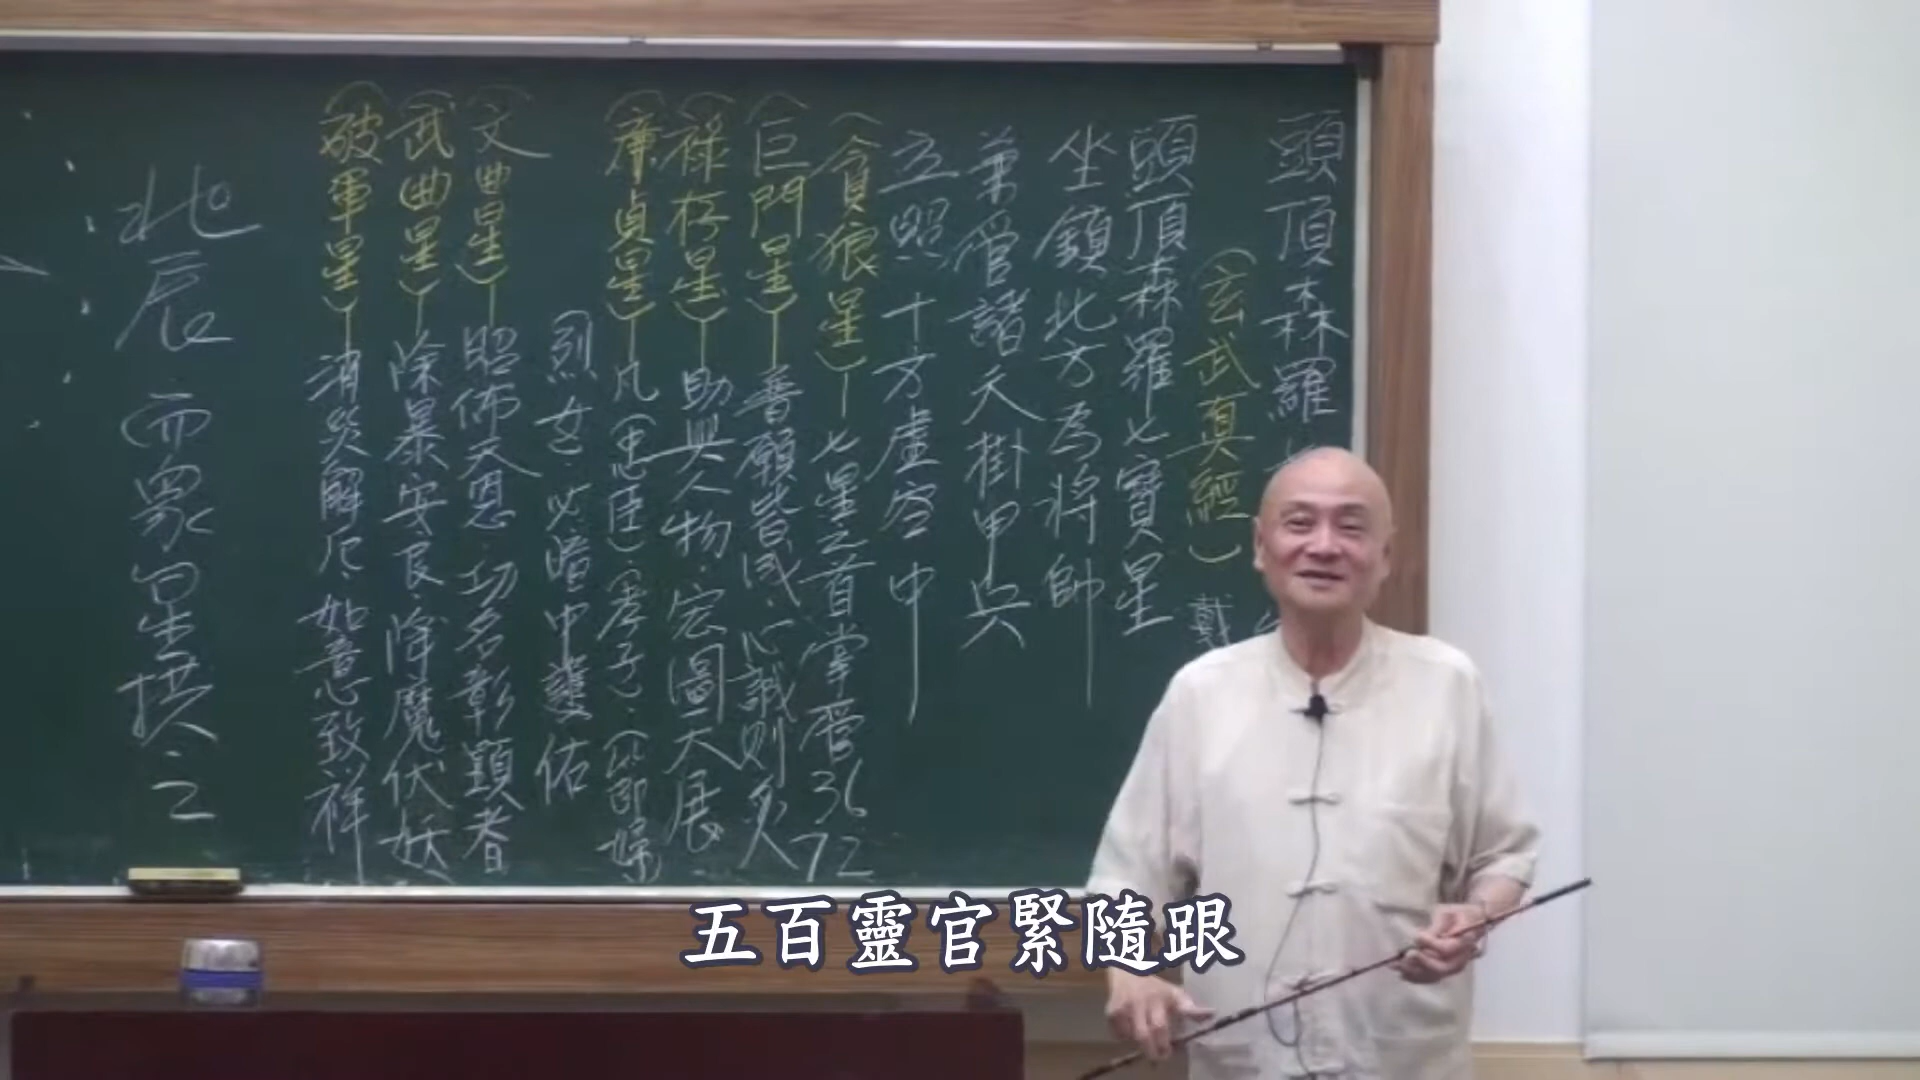 頭頂森羅
(玄武真經) 戴
頭頂森羅七寶星
坐鎮北方為將帥
兼管諸天掛甲兵
立照十方虛空中
(貪狼星)—七星之首掌管36 72
(巨門星)—普願皆成、心誠則灵
(祿存星)—助興人物、宏圖大展
(廉貞星)—凡(忠臣)、(孝子)、(節婦
烈女、必暗中護佑
(文曲星)—昭佈天恩、功名彰顯者
(武曲星)—除暴安良、降魔伏妖
(破軍星)—消災解厄、如意致祥
北辰、而眾星拱之
五百靈官緊隨跟